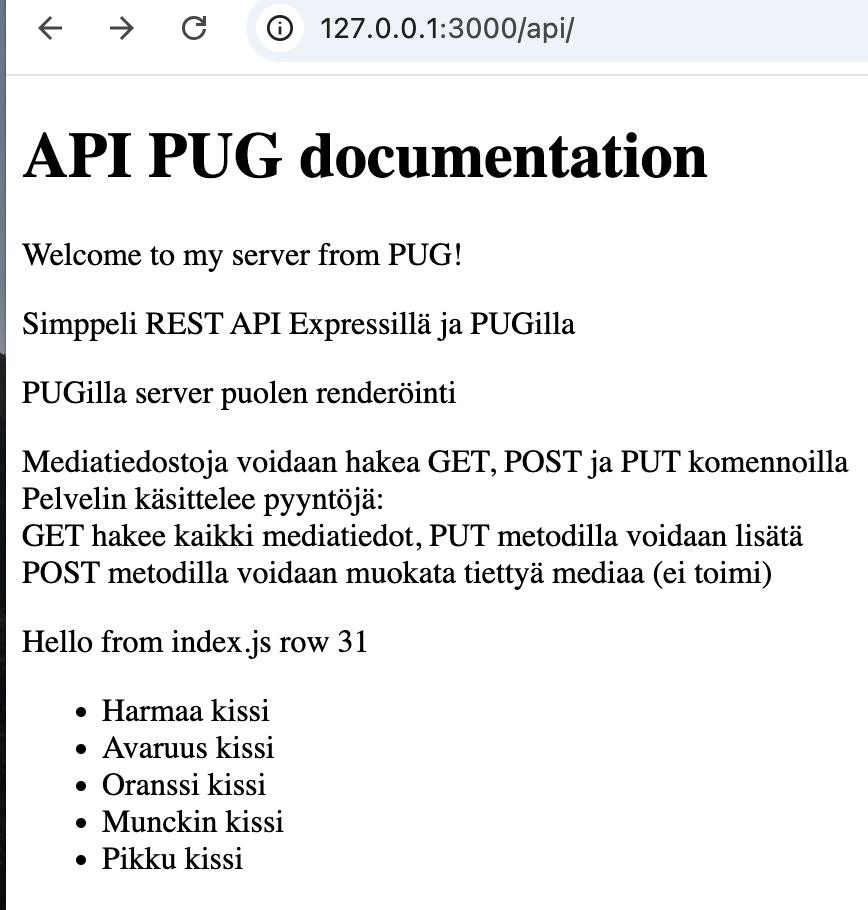 127.0.0.1:3000/api/
API PUG documentation
Welcome to my server from PUG!
Simppeli REST API Expressillä ja PUGilla
PUGilla server puolen renderöinti
Mediatiedostoja voidaan hakea GET, POST ja PUT komennoilla
Pelvelin käsittelee pyyntöjä:
GET hakee kaikki mediatiedot, PUT metodilla voidaan lisätä
POST metodilla voidaan muokata tiettyä mediaa (ei toimi)
Hello from index.js row 31
• Harmaa kissi
• Avaruus kissi
• Oranssi kissi
• Munckin kissi
• Pikku kissi